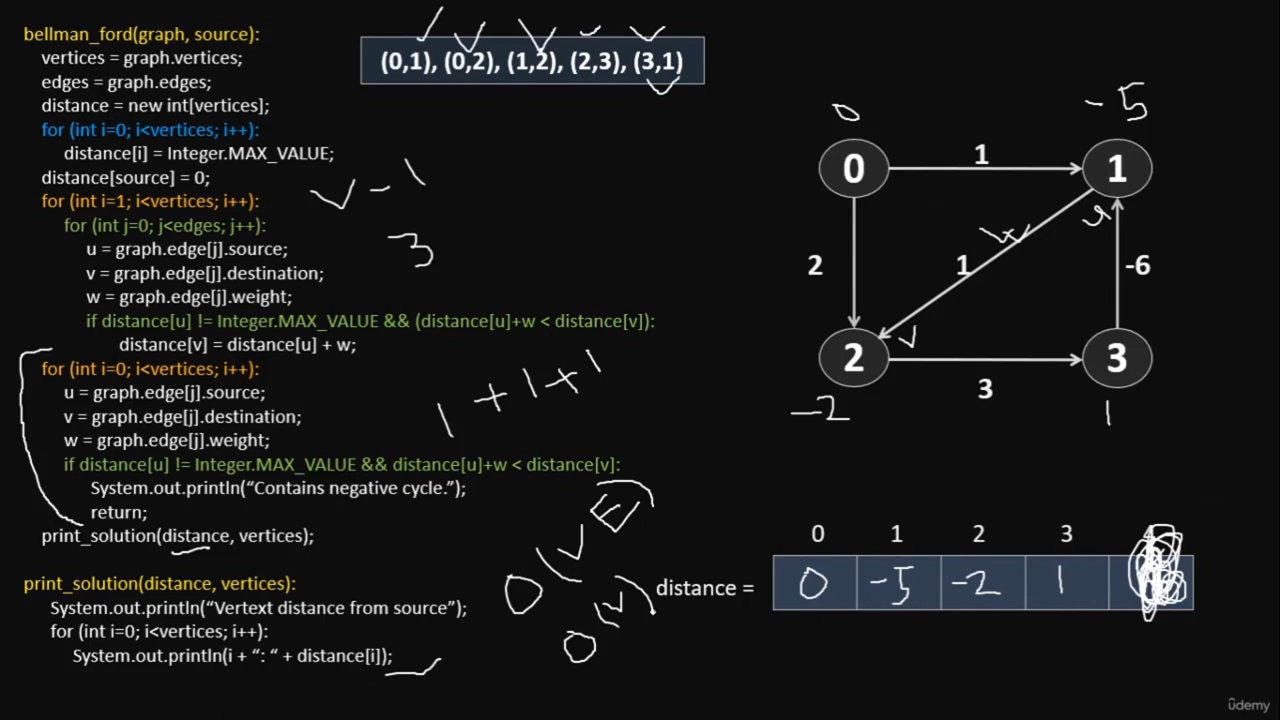 bellman_ford(graph, source):
vertices = graph.vertices;
edges = graph.edges;
distance = new int[vertices];
for (int i=0; i<vertices; i++):
distance[i] = Integer.MAX_VALUE;
distance[source] = 0;
for (int i=1; i<vertices; i++):
for (int j=0; j<edges; j++):
u = graph.edge[j].source;
v = graph.edge[j].destination;
w = graph.edge[j].weight;
if distance[u] != Integer.MAX_VALUE && (distance[u]+w < distance[v]):
distance[v] = distance[u] + w;
for (int i=0; i<vertices; i++):
u = graph.edge[j].source;
v = graph.edge[j].destination;
w = graph.edge[j].weight;
if distance[u] != Integer.MAX_VALUE && distance[u]+w < distance[v]:
System.out.println(“Contains negative cycle.”);
return;
print_solution(distance, vertices);
print_solution(distance, vertices):
System.out.println(“Vertext distance from source”);
for (int i=0; i<vertices; i++):
System.out.println(i + “: “ + distance[i]);
V - 1
3
1 + 1 + 1
O(VE)
O(V)
(0,1), (0,2), (1,2), (2,3), (3,1)
0 -5
0 1 1
u
w
2 1 -6
v
2 3 3
-2 1
0 1 2 3
distance = 0 -5 -2 1
ûdemy